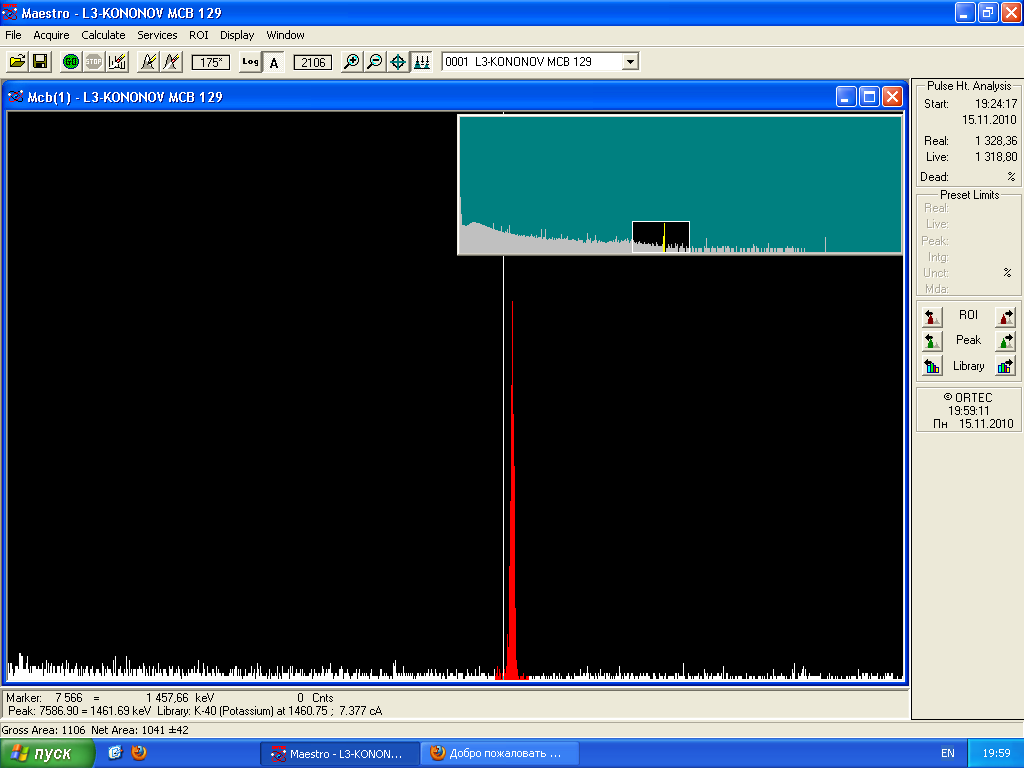 Maestro - L3-KONONOV MCB 129
File Acquire Calculate Services ROI Display Window
GO STOP 175* Log A 2106 0001 L3-KONONOV MCB 129
Mcb(1) - L3-KONONOV MCB 129
Pulse Ht. Analysis
Start: 19:24:17
15.11.2010
Real: 1 328,36
Live: 1 318,80
Dead: %
Preset Limits
Real:
Live:
Peak:
Intg:
Unct: %
Mda:
ROI
Peak
Library
© ORTEC
19:59:11
Пн 15.11.2010
Marker: 7 566 = 1 457,66 keV 0 Cnts
Peak: 7586.90 = 1461.69 keV Library: K-40 (Potassium) at 1460.75 ; 7.377 cA
Gross Area: 1106 Net Area: 1041 ±42
пуск Maestro - L3-KONON... Добро пожаловать ... EN 19:59